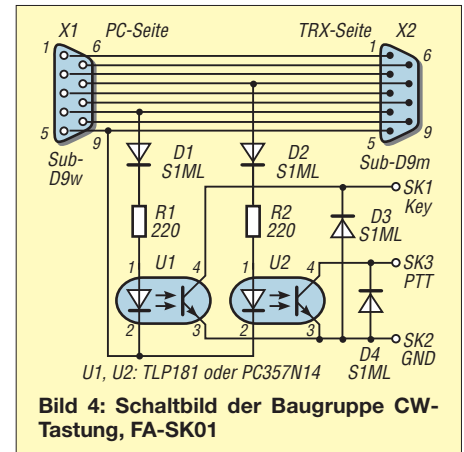 X1 PC-Seite TRX-Seite X2
1 6 1 6
5 9 5 9
Sub-
D9w
Sub-D9m
D1
S1ML
D2
S1ML
SK1
Key
D3
S1ML
R1
220
R2
220
U1 U2
1 4 1 4
SK3
PTT
2 3 2 3
SK2
GND
D4
S1ML
U1, U2: TLP181 oder PC357N14
Bild 4: Schaltbild der Baugruppe CW-
Tastung, FA-SK01